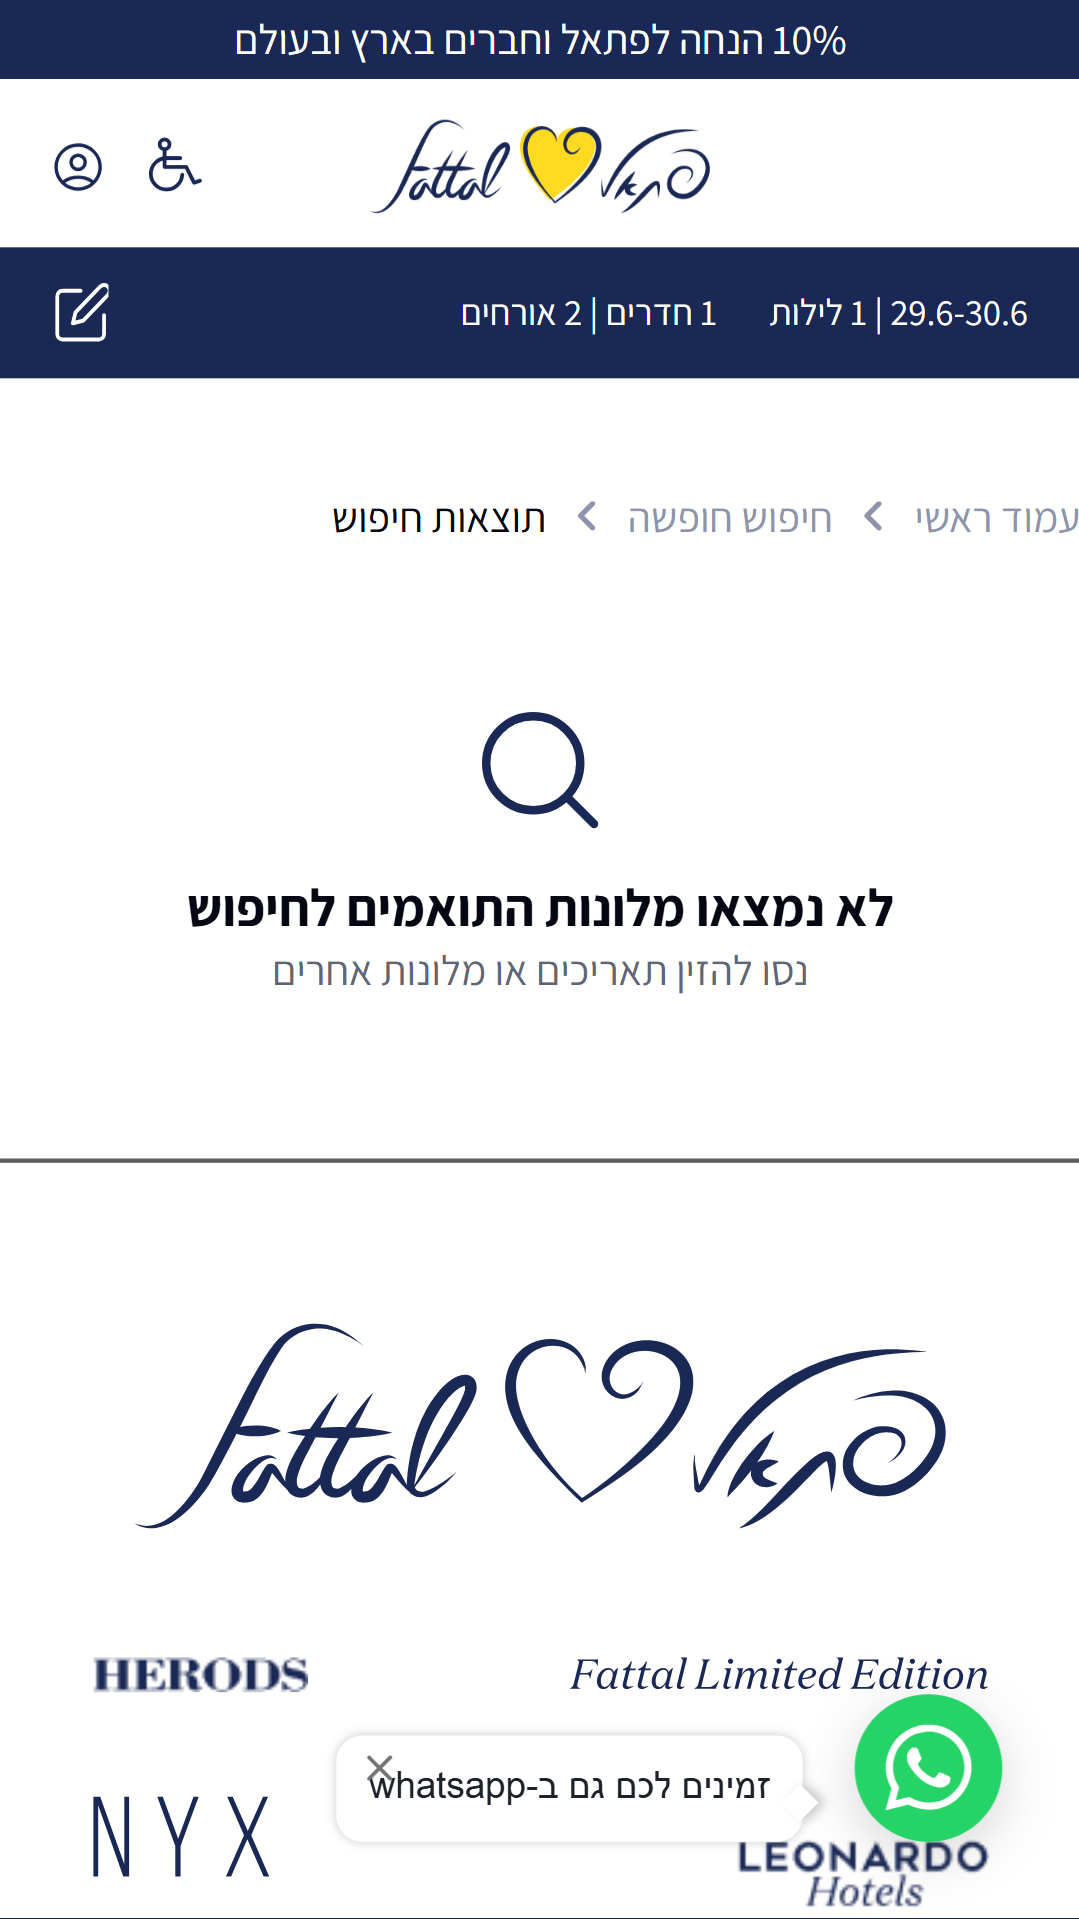 10% הנחה לפתאל וחברים בארץ ובעולם
Fattal פתאל
29.6-30.6 | 1 לילות 1 חדרים | 2 אורחים
עמוד ראשי
חיפוש חופשה
תוצאות חיפוש
לא נמצאו מלונות התואמים לחיפוש
נסו להזין תאריכים או מלונות אחרים
Fattal פתאל
HERODS
Fattal Limited Edition
זמינים לכם גם ב-whatsapp
NYX
LEONARDO
Hotels